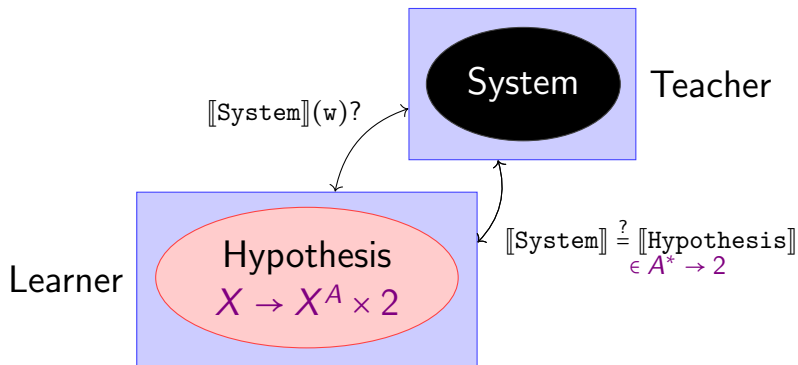 System
Teacher
⟦System⟧(w)?
⟦System⟧ ≟ ⟦Hypothesis⟧
∈ A* → 2
Learner
Hypothesis
X → X^A × 2